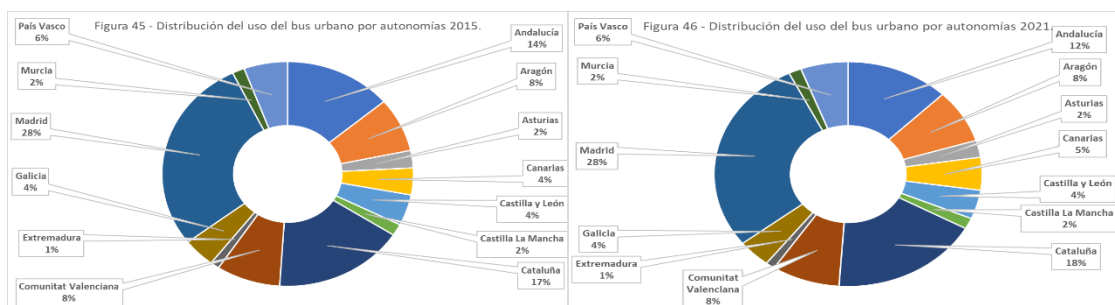 Figura 45 - Distribución del uso del bus urbano por autonomías 2015.
País Vasco
6%
Andalucía
14%
Murcia
2%
Aragón
8%
Madrid
28%
Asturias
2%
Canarias
4%
Galicia
4%
Castilla y León
4%
Extremadura
1%
Castilla La Mancha
2%
Comunitat Valenciana
8%
Cataluña
17%
Figura 46 - Distribución del uso del bus urbano por autonomías 2021.
País Vasco
6%
Andalucía
12%
Murcia
2%
Aragón
8%
Asturias
2%
Madrid
28%
Canarias
5%
Castilla y León
4%
Castilla La Mancha
2%
Galicia
4%
Extremadura
1%
Cataluña
18%
Comunitat
Valenciana
8%